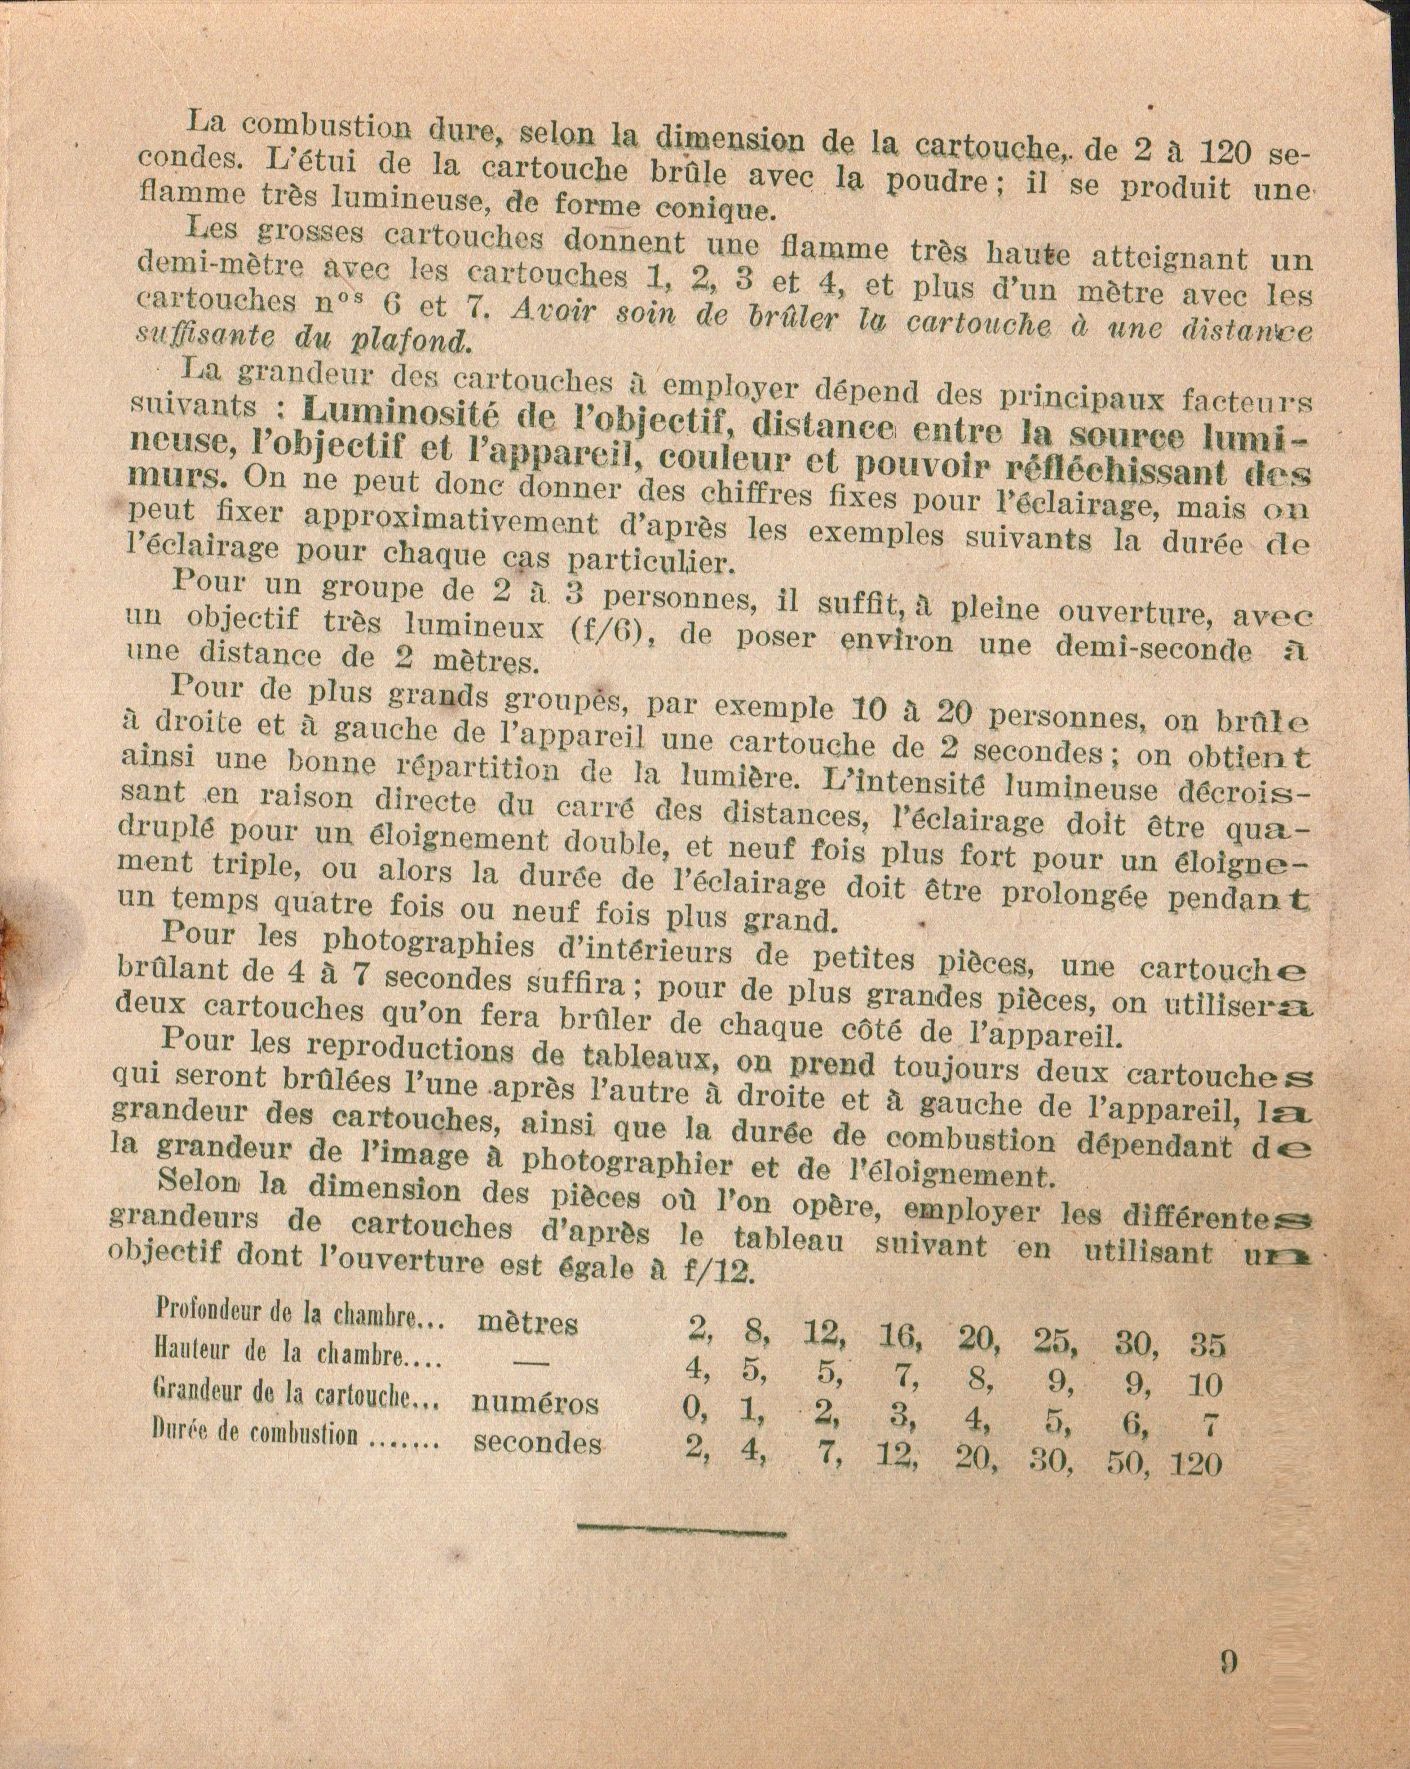 La combustion dure, selon la dimension de la cartouche, de 2 à 120 se-
condes. L'étui de la cartouche brûle avec la poudre; il se produit une
flamme très lumineuse, de forme conique.
Les grosses cartouches donnent une flamme très haute atteignant un
demi-mètre avec les cartouches 1, 2, 3 et 4, et plus d'un mètre avec les
cartouches nos 6 et 7. Avoir soin de brûler la cartouche à une distance
suffisante du plafond.
La grandeur des cartouches à employer dépend des principaux facteurs
suivants : Luminosité de l'objectif, distance entre la source lumi-
neuse, l'objectif et l'appareil, couleur et pouvoir réfléchissant des
murs. On ne peut donc donner des chiffres fixes pour l'éclairage, mais on
peut fixer approximativement d'après les exemples suivants la durée de
l'éclairage pour chaque cas particulier.
Pour un groupe de 2 à 3 personnes, il suffit, à pleine ouverture, avec
un objectif très lumineux (f/6), de poser environ une demi-seconde à
une distance de 2 mètres.
Pour de plus grands groupes, par exemple 10 à 20 personnes, on brûle
à droite et à gauche de l'appareil une cartouche de 2 secondes; on obtient
ainsi une bonne répartition de la lumière. L'intensité lumineuse décrois-
sant en raison directe du carré des distances, l'éclairage doit être qua-
druplé pour un éloignement double, et neuf fois plus fort pour un éloigne-
ment triple, ou alors la durée de l'éclairage doit être prolongée pendant
un temps quatre fois ou neuf fois plus grand.
Pour les photographies d'intérieurs de petites pièces, une cartouche
brûlant de 4 à 7 secondes suffira; pour de plus grandes pièces, on utilisera
deux cartouches qu'on fera brûler de chaque côté de l'appareil.
Pour les reproductions de tableaux, on prend toujours deux cartouches
qui seront brûlées l'une après l'autre à droite et à gauche de l'appareil, la
grandeur des cartouches, ainsi que la durée de combustion dépendant de
la grandeur de l'image à photographier et de l'éloignement.
Selon la dimension des pièces où l'on opère, employer les différentes
grandeurs de cartouches d'après le tableau suivant en utilisant un
objectif dont l'ouverture est égale à f/12.
Profondeur de la chambre... mètres 2, 8, 12, 16, 20, 25, 30, 35
Hauteur de la chambre.... — 4, 5, 5, 7, 8, 9, 9, 10
Grandeur de la cartouche... numéros 0, 1, 2, 3, 4, 5, 6, 7
Durée de combustion ....... secondes 2, 4, 7, 12, 20, 30, 50, 120
9